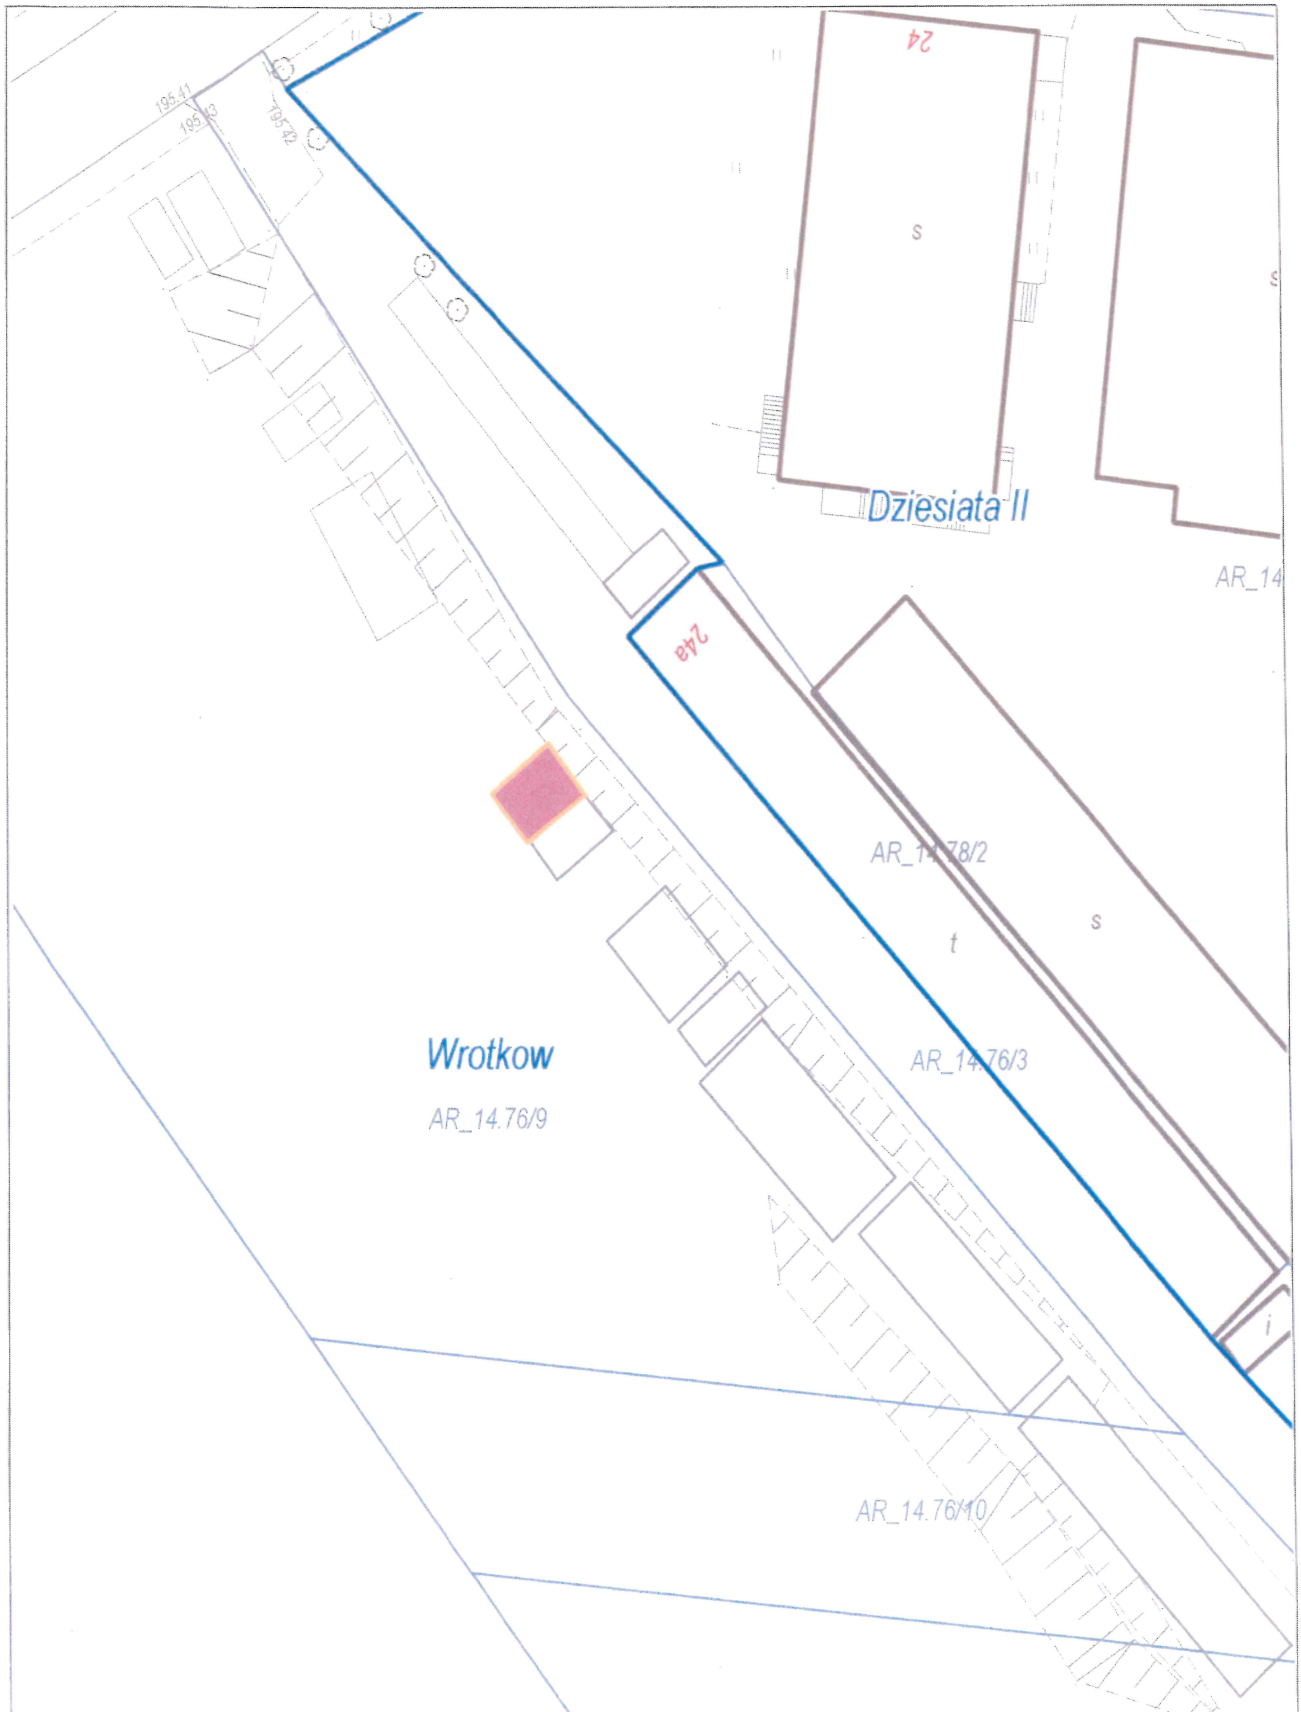 24
195.41
195.43
195.42
s
s
Dziesiata II
AR_14
24a
AR_14.78/2
s
t
Wrotkow
AR_14.76/3
AR_14.76/9
i
AR_14.76/10